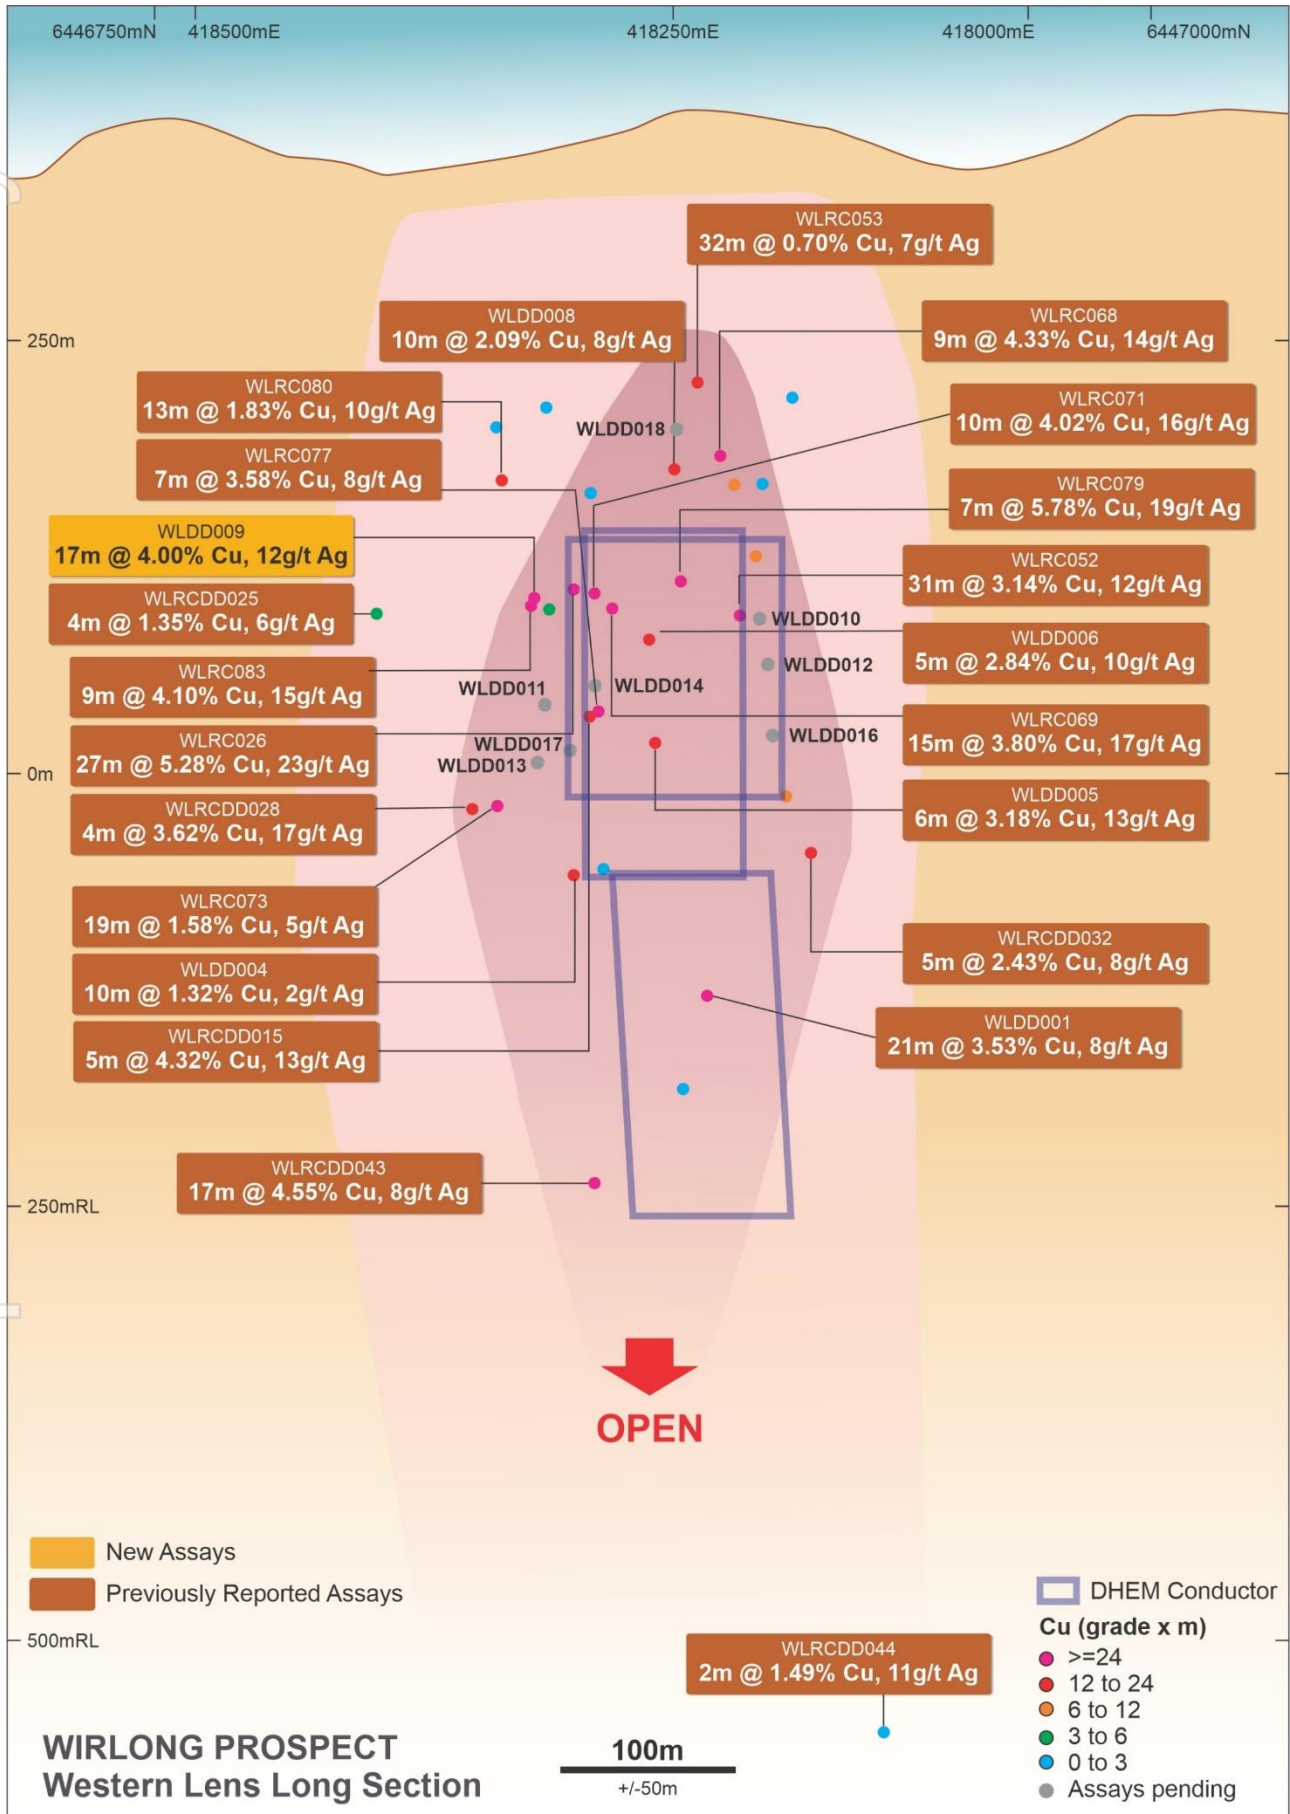 6446750mN
418500mE
418250mE
418000mE
6447000mN
WLRC053
32m @ 0.70% Cu, 7g/t Ag
WLDD008
10m @ 2.09% Cu, 8g/t Ag
WLRC068
9m @ 4.33% Cu, 14g/t Ag
250m
WLRC080
13m @ 1.83% Cu, 10g/t Ag
WLRC071
10m @ 4.02% Cu, 16g/t Ag
WLDD018
WLRC077
7m @ 3.58% Cu, 8g/t Ag
WLRC079
7m @ 5.78% Cu, 19g/t Ag
WLDD009
17m @ 4.00% Cu, 12g/t Ag
WLRC052
31m @ 3.14% Cu, 12g/t Ag
WLRCDD025
4m @ 1.35% Cu, 6g/t Ag
WLDD010
WLDD006
5m @ 2.84% Cu, 10g/t Ag
WLDD012
WLRC083
9m @ 4.10% Cu, 15g/t Ag
WLDD011
WLDD014
WLRC069
15m @ 3.80% Cu, 17g/t Ag
WLRC026
27m @ 5.28% Cu, 23g/t Ag
WLDD017
WLDD016
WLDD013
0m
WLRCDD028
4m @ 3.62% Cu, 17g/t Ag
WLDD005
6m @ 3.18% Cu, 13g/t Ag
WLRC073
19m @ 1.58% Cu, 5g/t Ag
WLRCDD032
5m @ 2.43% Cu, 8g/t Ag
WLDD004
10m @ 1.32% Cu, 2g/t Ag
WLDD001
21m @ 3.53% Cu, 8g/t Ag
WLRCDD015
5m @ 4.32% Cu, 13g/t Ag
WLRCDD043
17m @ 4.55% Cu, 8g/t Ag
250mRL
OPEN
New Assays
Previously Reported Assays
DHEM Conductor
Cu (grade x m)
>=24
12 to 24
6 to 12
3 to 6
0 to 3
Assays pending
500mRL
WLRCDD044
2m @ 1.49% Cu, 11g/t Ag
WIRLONG PROSPECT
Western Lens Long Section
100m
+/-50m